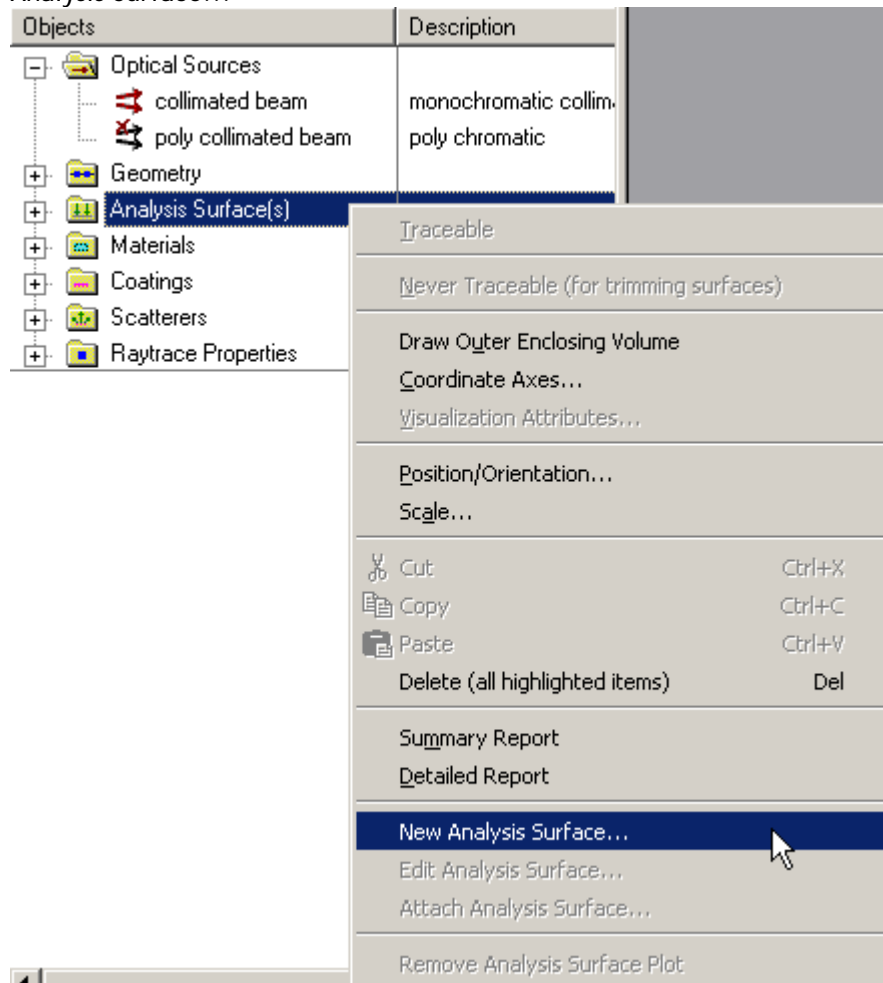 Analysis surface...
Objects Description
Optical Sources
collimated beam monochromatic collim
poly collimated beam poly chromatic
Geometry
Analysis Surface(s)
Materials
Coatings
Scatterers
Raytrace Properties
Traceable
Never Traceable (for trimming surfaces)
Draw Outer Enclosing Volume
Coordinate Axes...
Visualization Attributes...
Position/Orientation...
Scale...
Cut Ctrl+X
Copy Ctrl+C
Paste Ctrl+V
Delete (all highlighted items) Del
Summary Report
Detailed Report
New Analysis Surface...
Edit Analysis Surface...
Attach Analysis Surface...
Remove Analysis Surface Plot